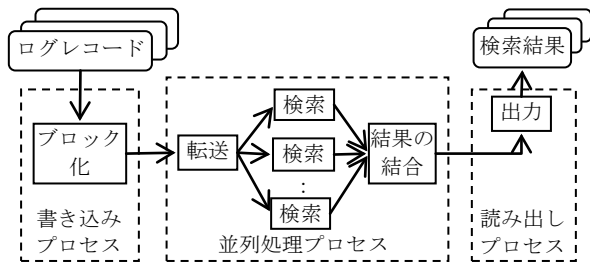 ログレコード
ブロック
化
書き込み
プロセス
転送
検索
検索
:
検索
結果の
結合
並列処理プロセス
検索結果
出力
読み出し
プロセス